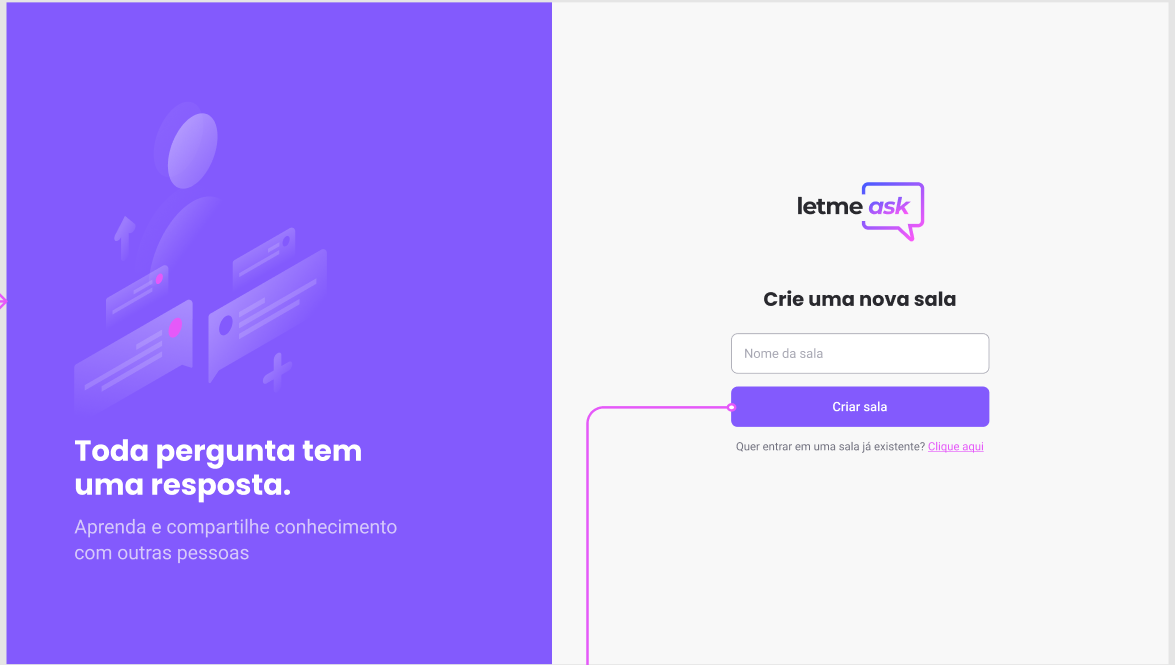 Toda pergunta tem
uma resposta.
Aprenda e compartilhe conhecimento
com outras pessoas
letme ask
Crie uma nova sala
Nome da sala
Criar sala
Quer entrar em uma sala já existente? Clique aqui